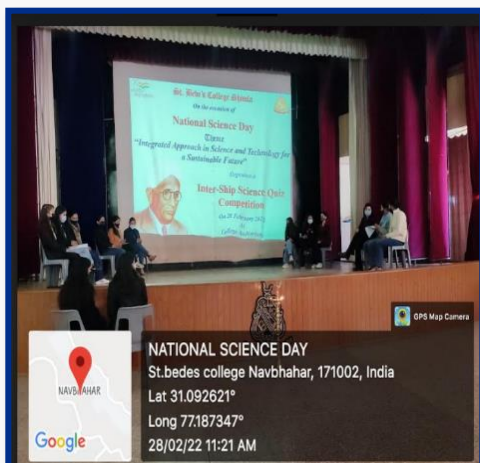 St. Bede's College Shimla
On the occasion of
National Science Day
Theme
"Integrated Approach in Science and Technology for
a Sustainable Future"
Inter-Ship Science Quiz
Competition
GPS Map Camera
NAVBAHAR
Google
NATIONAL SCIENCE DAY
St.bedes college Navbhahar, 171002, India
Lat 31.092621°
Long 77.187347°
28/02/22 11:21 AM